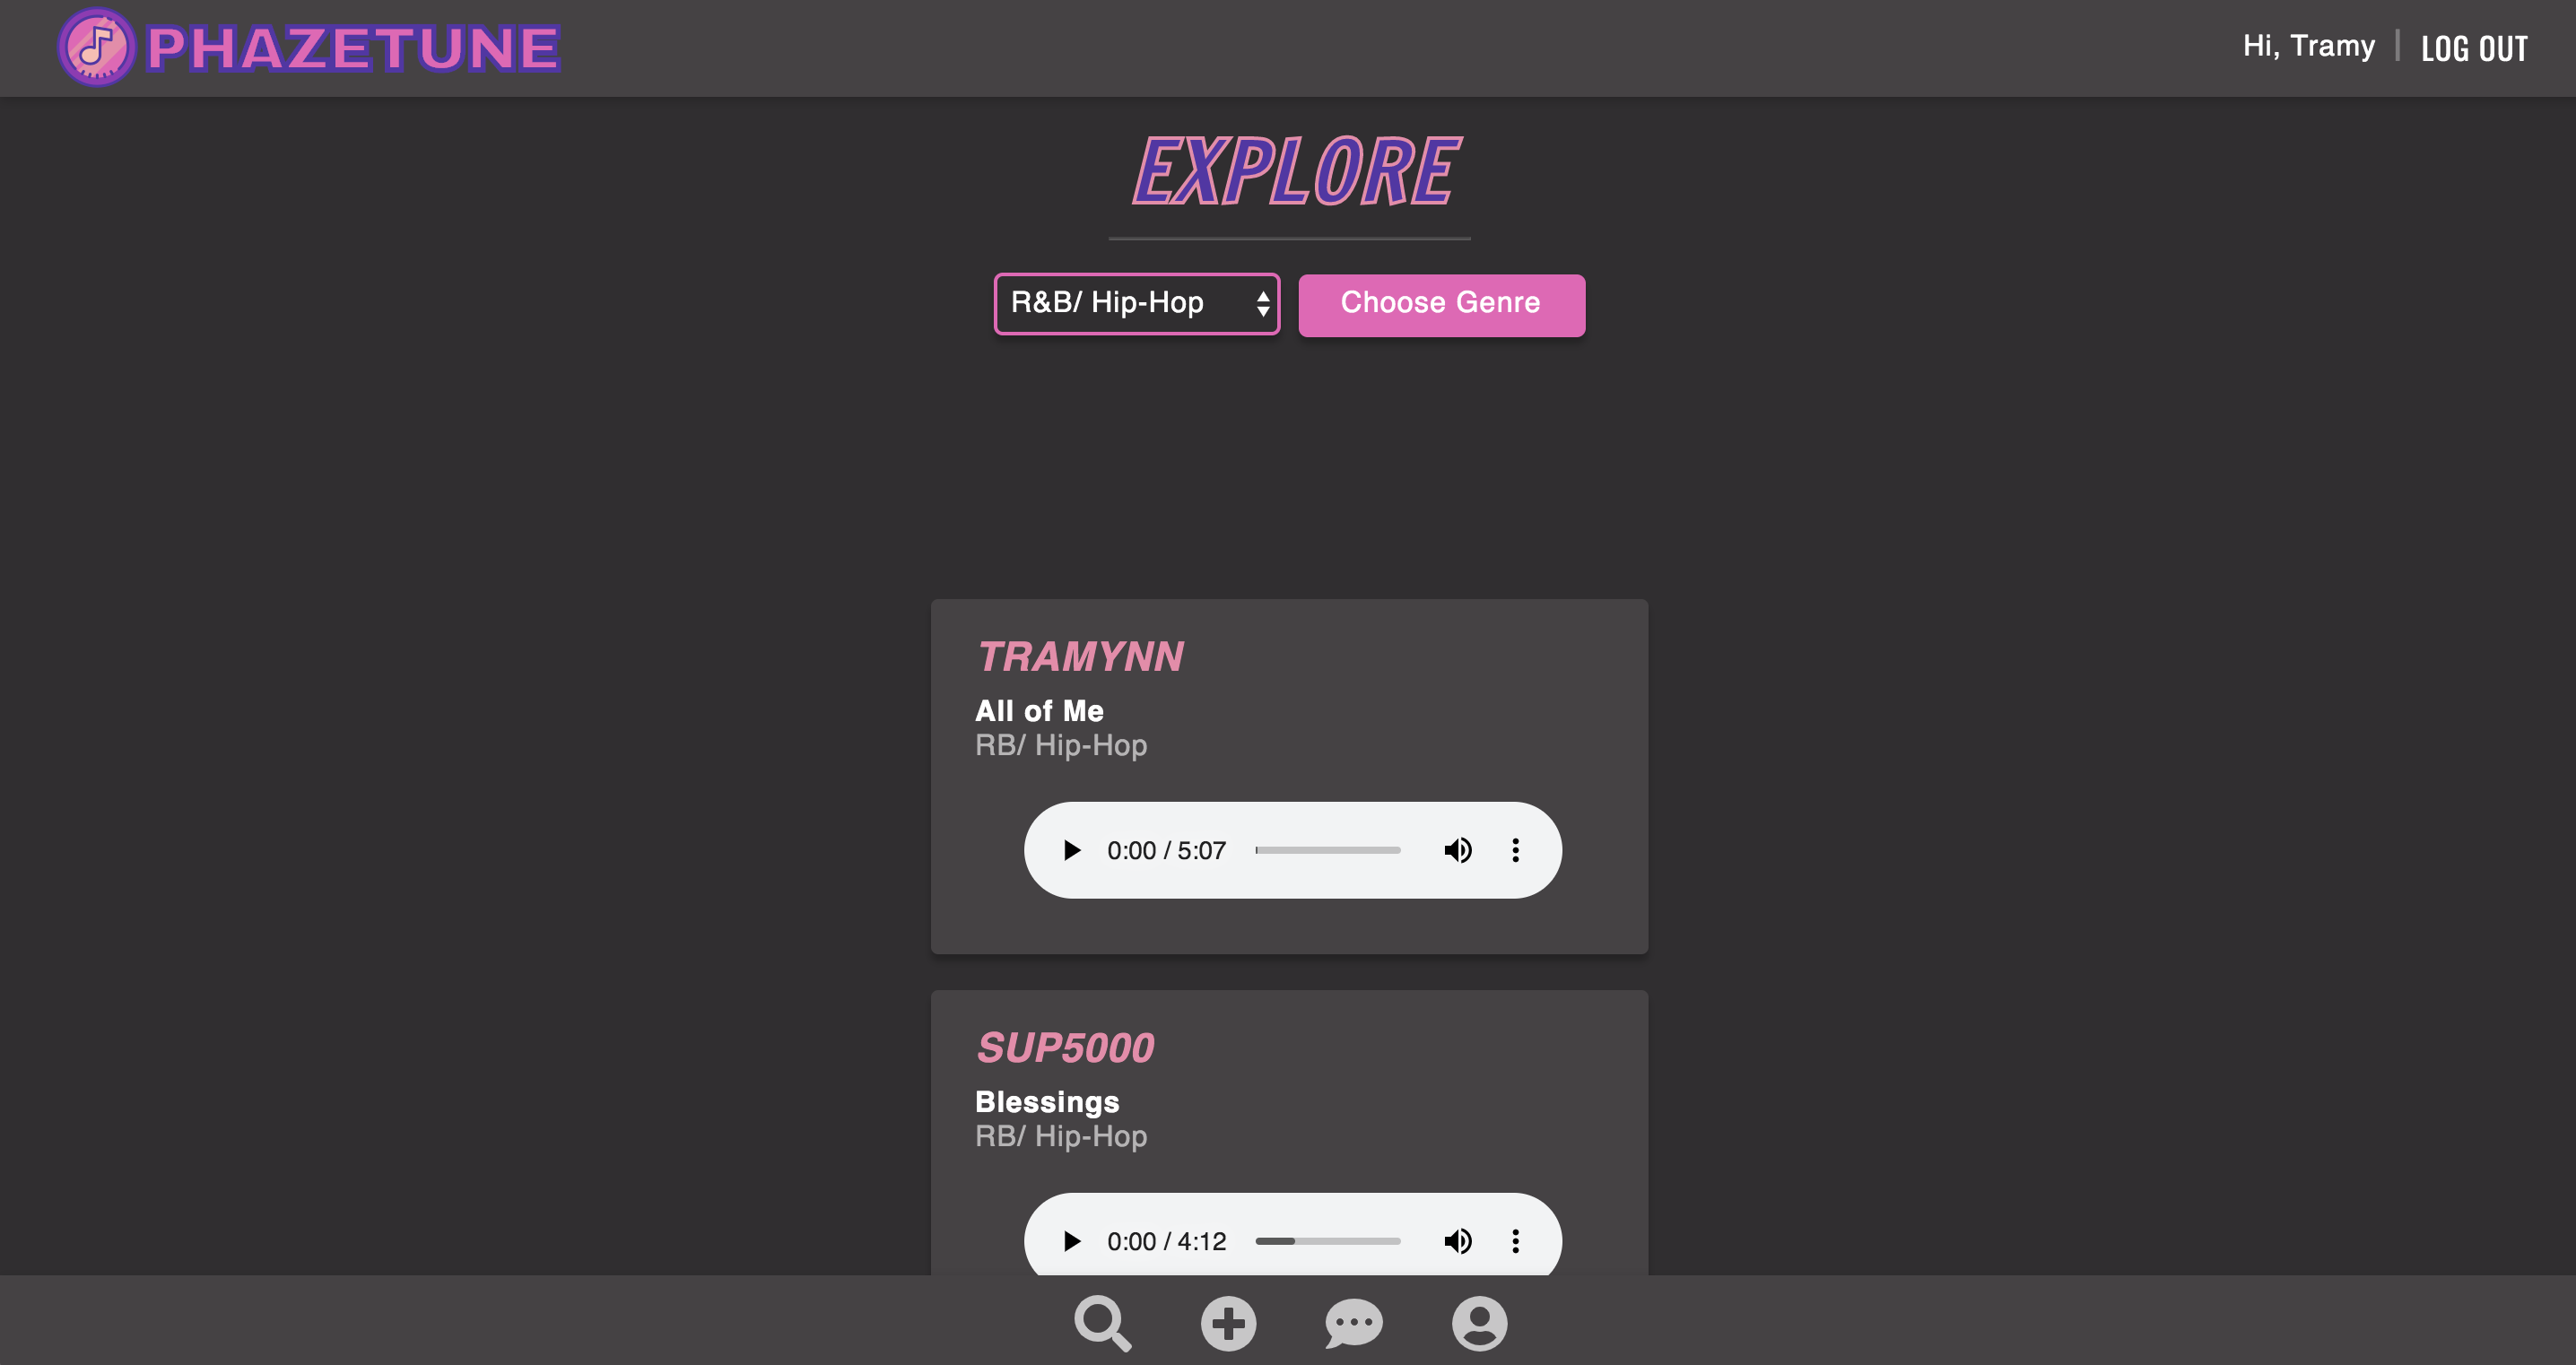 PHAZETUNE
Hi, Tramy | LOG OUT
EXPLORE
R&B/ Hip-Hop
Choose Genre
TRAMYNN
All of Me
RB/ Hip-Hop
0:00 / 5:07
SUP5000
Blessings
RB/ Hip-Hop
0:00 / 4:12